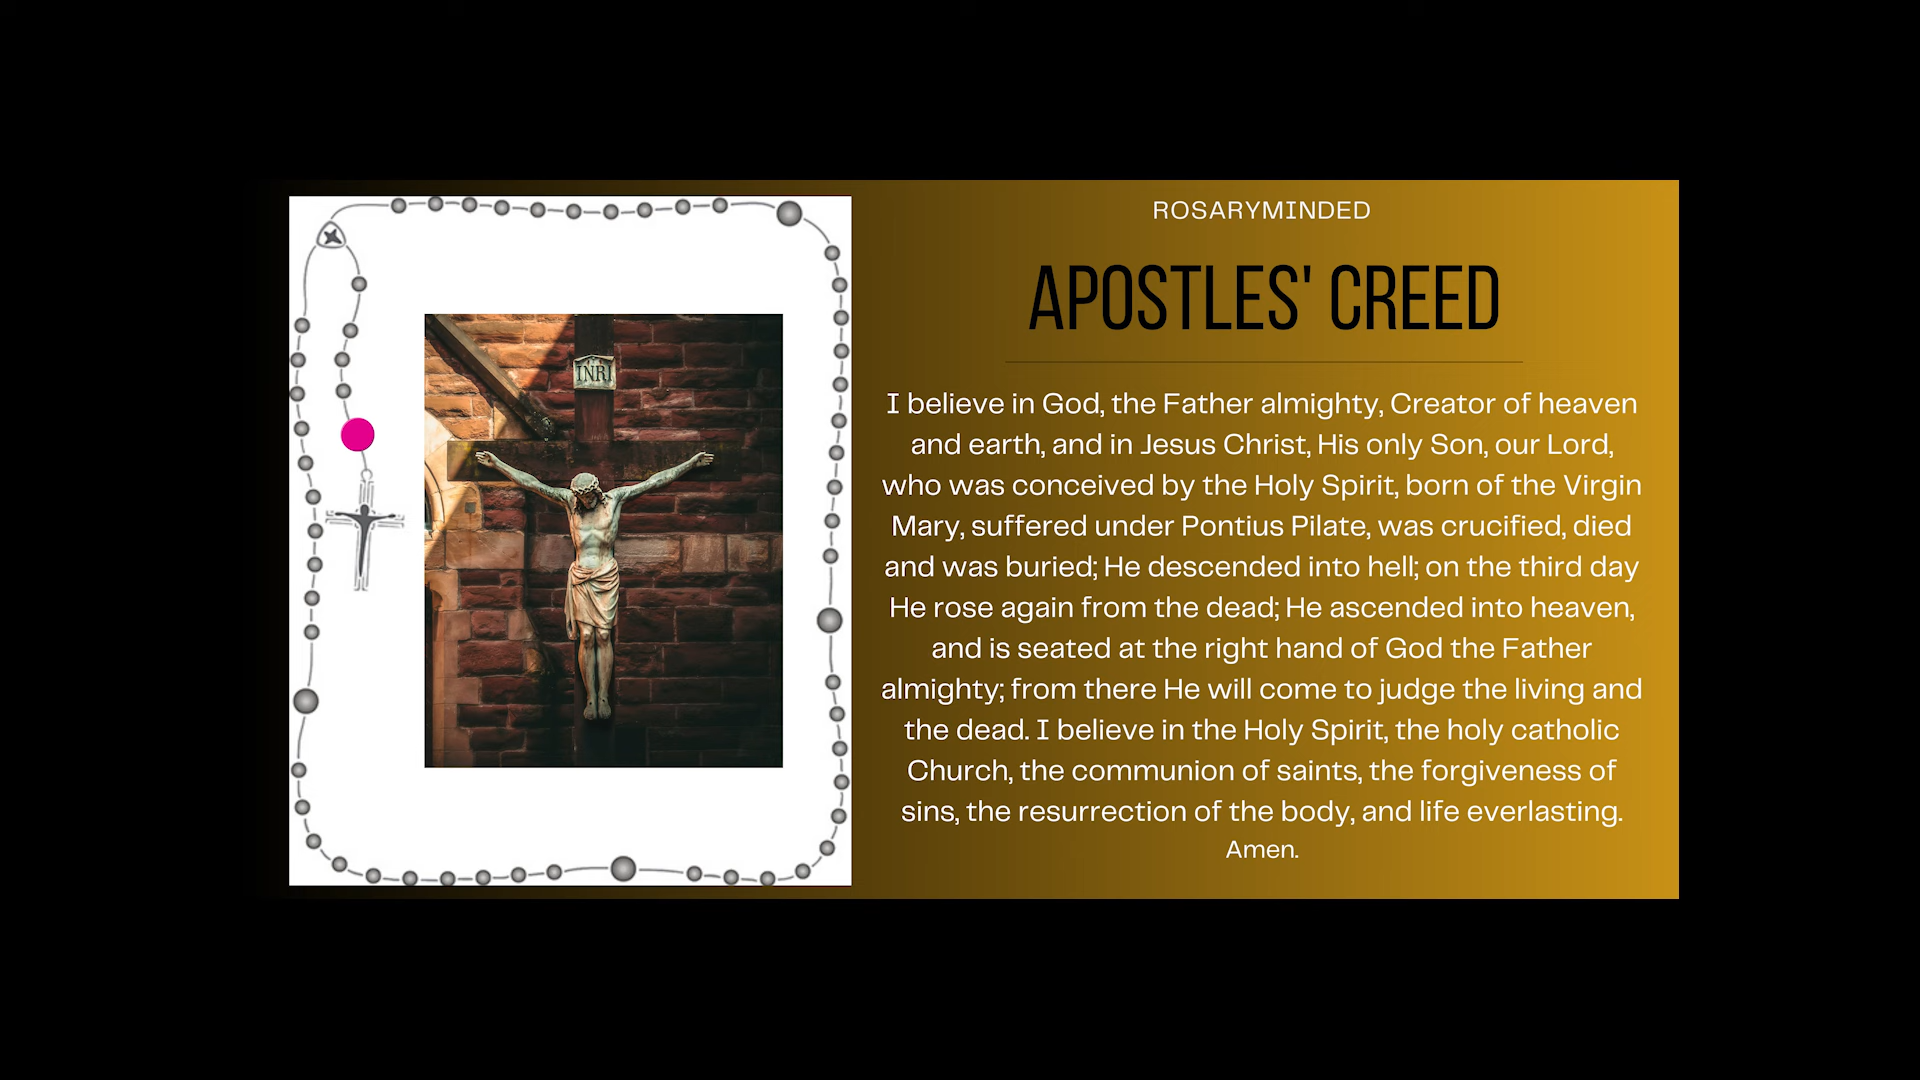 ROSARYMINDED
APOSTLES' CREED
INRI
I believe in God, the Father almighty, Creator of heaven
and earth, and in Jesus Christ, His only Son, our Lord,
who was conceived by the Holy Spirit, born of the Virgin
Mary, suffered under Pontius Pilate, was crucified, died
and was buried; He descended into hell; on the third day
He rose again from the dead; He ascended into heaven,
and is seated at the right hand of God the Father
almighty; from there He will come to judge the living and
the dead. I believe in the Holy Spirit, the holy catholic
Church, the communion of saints, the forgiveness of
sins, the resurrection of the body, and life everlasting.
Amen.